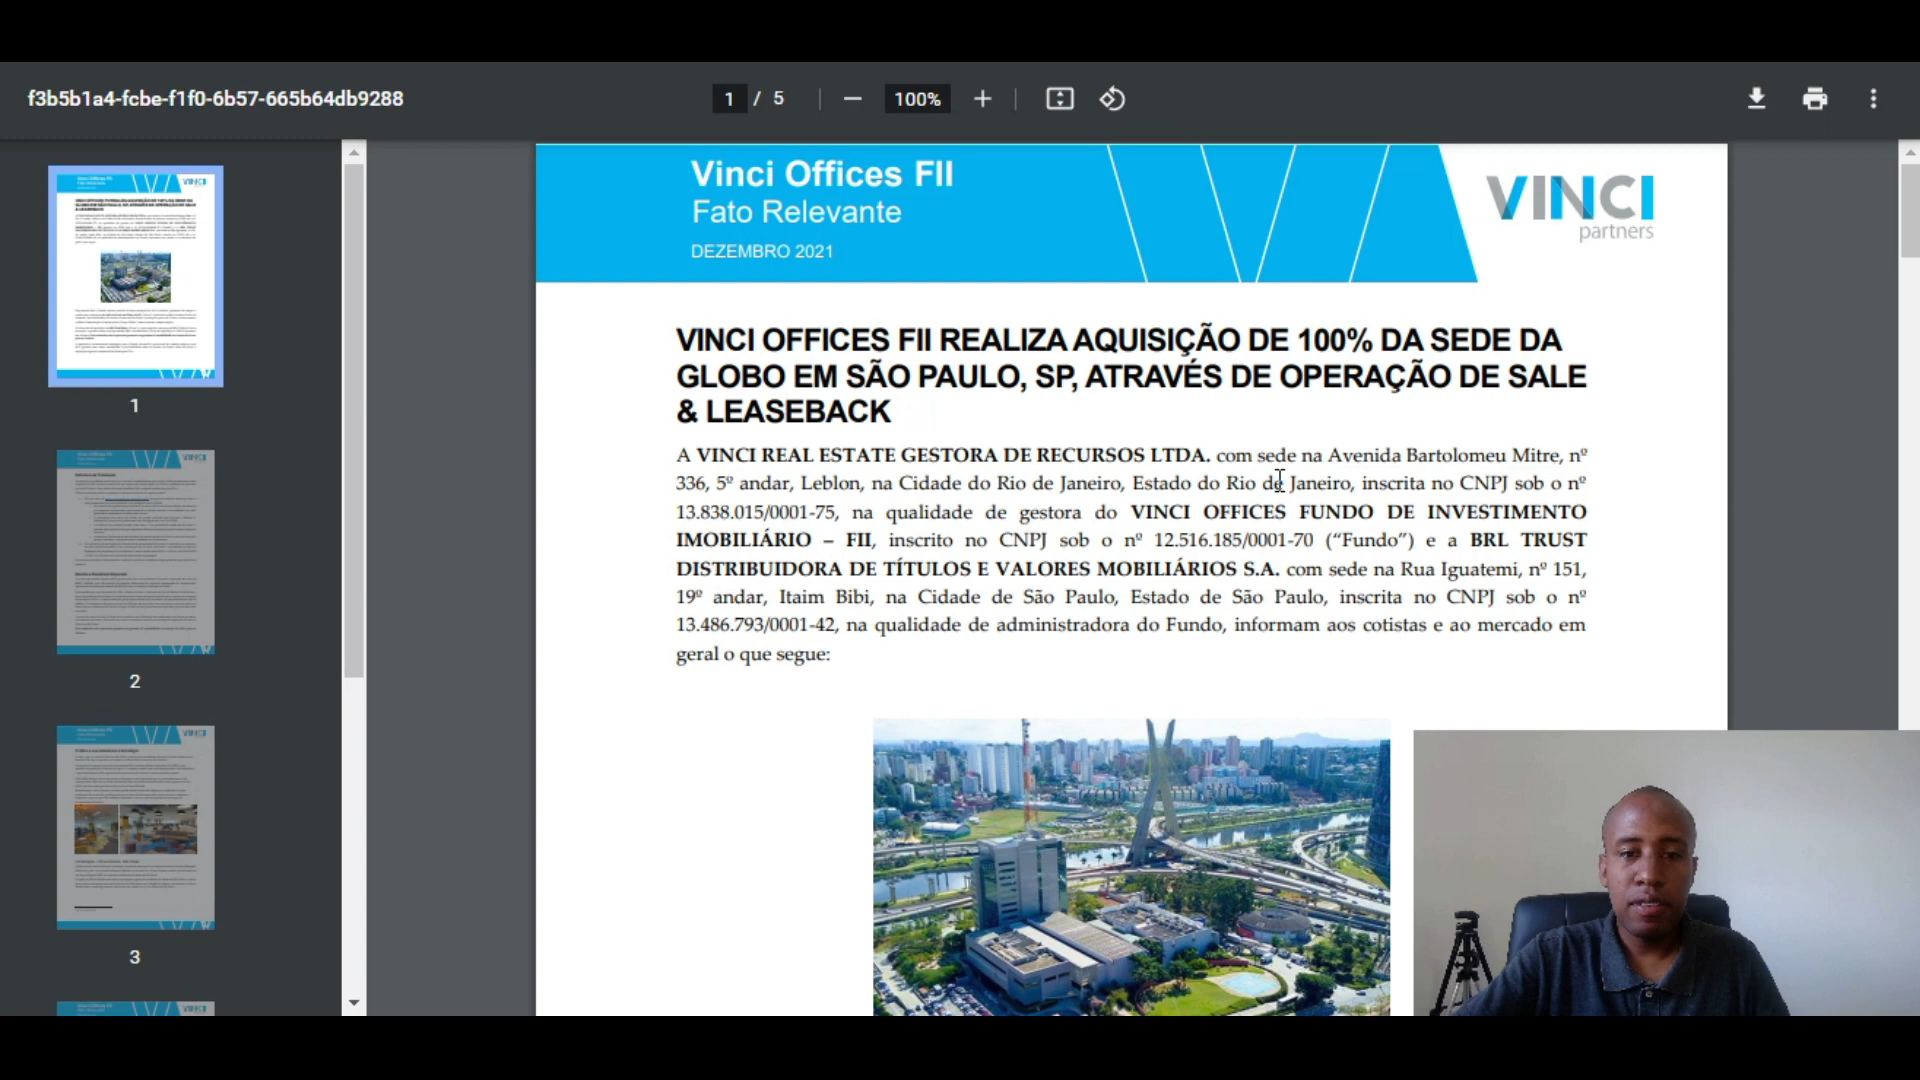 f3b5b1a4-fcbe-f1f0-6b57-665b64db9288
1 / 5
100%
Vinci Offices FII
Fato Relevante
DEZEMBRO 2021
VINCI
partners
VINCI OFFICES FII REALIZA AQUISIÇÃO DE 100% DA SEDE DA
GLOBO EM SÃO PAULO, SP, ATRAVÉS DE OPERAÇÃO DE SALE
& LEASEBACK
A VINCI REAL ESTATE GESTORA DE RECURSOS LTDA. com sede na Avenida Bartolomeu Mitre, nº
336, 5º andar, Leblon, na Cidade do Rio de Janeiro, Estado do Rio de Janeiro, inscrita no CNPJ sob o nº
13.838.015/0001-75, na qualidade de gestora do VINCI OFFICES FUNDO DE INVESTIMENTO
IMOBILIÁRIO – FII, inscrito no CNPJ sob o nº 12.516.185/0001-70 (“Fundo”) e a BRL TRUST
DISTRIBUIDORA DE TÍTULOS E VALORES MOBILIÁRIOS S.A. com sede na Rua Iguatemi, nº 151,
19º andar, Itaim Bibi, na Cidade de São Paulo, Estado de São Paulo, inscrita no CNPJ sob o nº
13.486.793/0001-42, na qualidade de administradora do Fundo, informam aos cotistas e ao mercado em
geral o que segue:
1
2
3